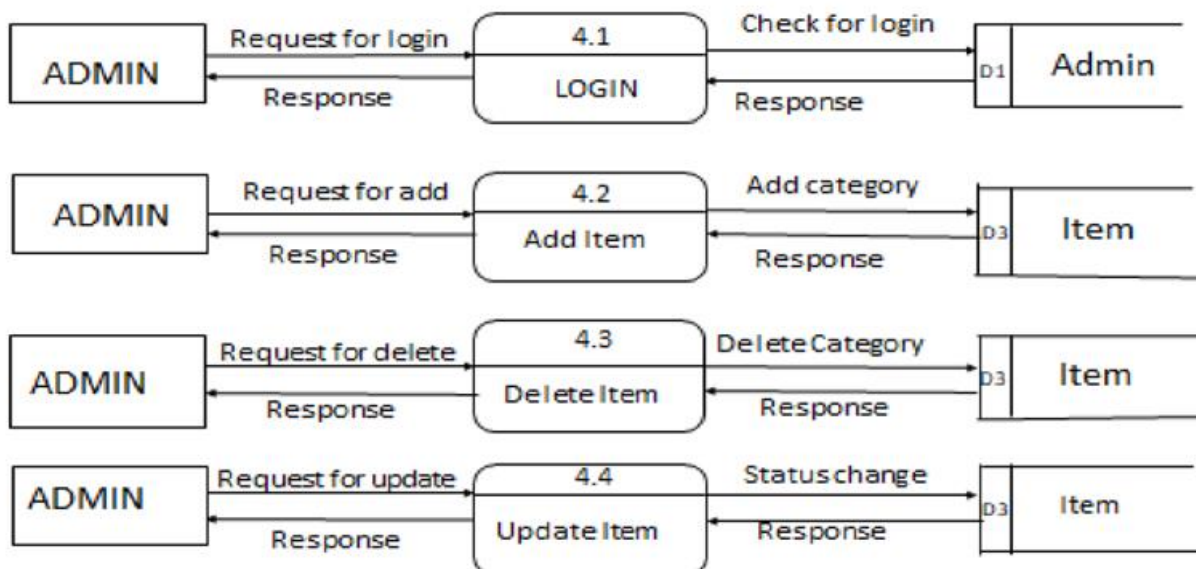 ADMIN
Request for login
Response
4.1
LOGIN
Check for login
Response
D1
Admin
ADMIN
Request for add
Response
4.2
Add Item
Add category
Response
D3
Item
ADMIN
Request for delete
Response
4.3
Delete Item
Delete Category
Response
D3
Item
ADMIN
Request for update
Response
4.4
Update Item
Status change
Response
D3
Item